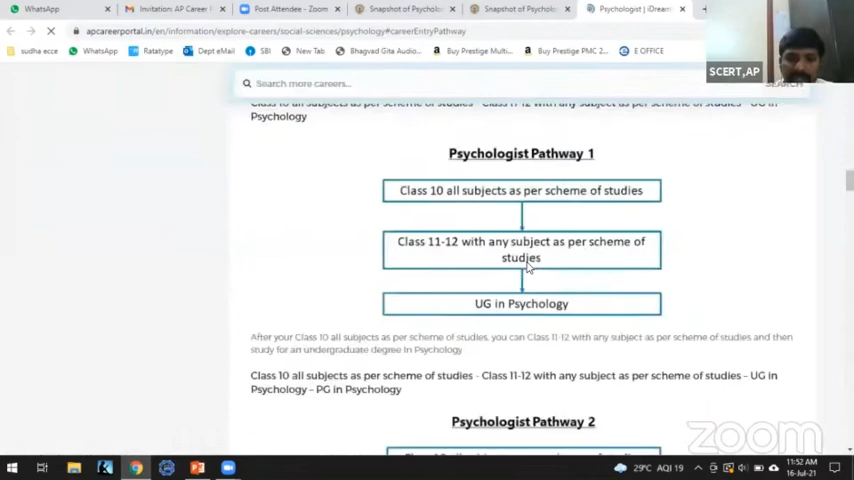 WhatsApp
Invitation: AP Career P
Post Attendee - Zoom
Snapshot of Psycholo
Snapshot of Psycholo
Psychologist | iDream
apcareerportal.in/en/information/explore-careers/social-sciences/psychology#careerEntryPathway
sudha ecce
WhatsApp
Ratatype
Dept eMail
SBI
New Tab
Bhagvad Gita Audio...
Buy Prestige Multi...
Buy Prestige PMC 2...
E OFFICE
SCERT,AP
Search more careers...
SEARCH
Class 10 all subjects as per scheme of studies - Class 11-12 with any subject as per scheme of studies - UG in
Psychology
Psychologist Pathway 1
Class 10 all subjects as per scheme of studies
Class 11-12 with any subject as per scheme of
studies
UG in Psychology
After your Class 10 all subjects as per scheme of studies, you can Class 11-12 with any subject as per scheme of studies and then
study for an undergraduate degree in Psychology
Class 10 all subjects as per scheme of studies - Class 11-12 with any subject as per scheme of studies – UG in
Psychology – PG in Psychology
Psychologist Pathway 2
zoom
29°C AQI 19
11:52 AM
16-Jul-21